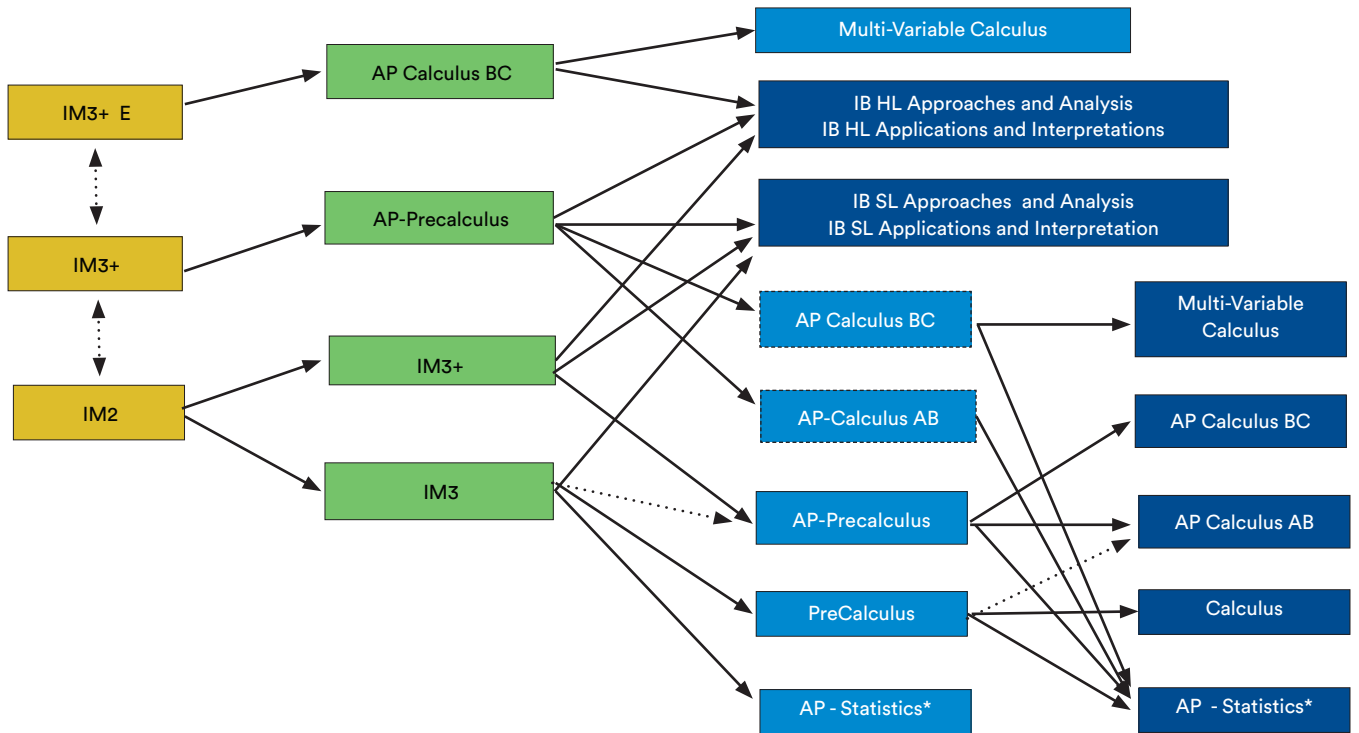 IM3+ E
IM3+
IM2
AP Calculus BC
AP-Precalculus
IM3+
IM3
Multi-Variable Calculus
IB HL Approaches and Analysis
IB HL Applications and Interpretations
IB SL Approaches and Analysis
IB SL Applications and Interpretation
AP Calculus BC
AP-Calculus AB
AP-Precalculus
PreCalculus
AP - Statistics*
Multi-Variable
Calculus
AP Calculus BC
AP Calculus AB
Calculus
AP - Statistics*